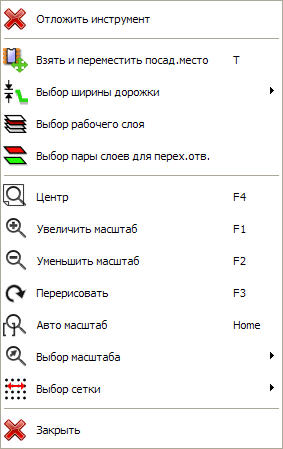 Отложить инструмент
Взять и переместить посад.место T
Выбор ширины дорожки
Выбор рабочего слоя
Выбор пары слоев для перех.отв.
Центр F4
Увеличить масштаб F1
Уменьшить масштаб F2
Перерисовать F3
Авто масштаб Home
Выбор масштаба
Выбор сетки
Закрыть